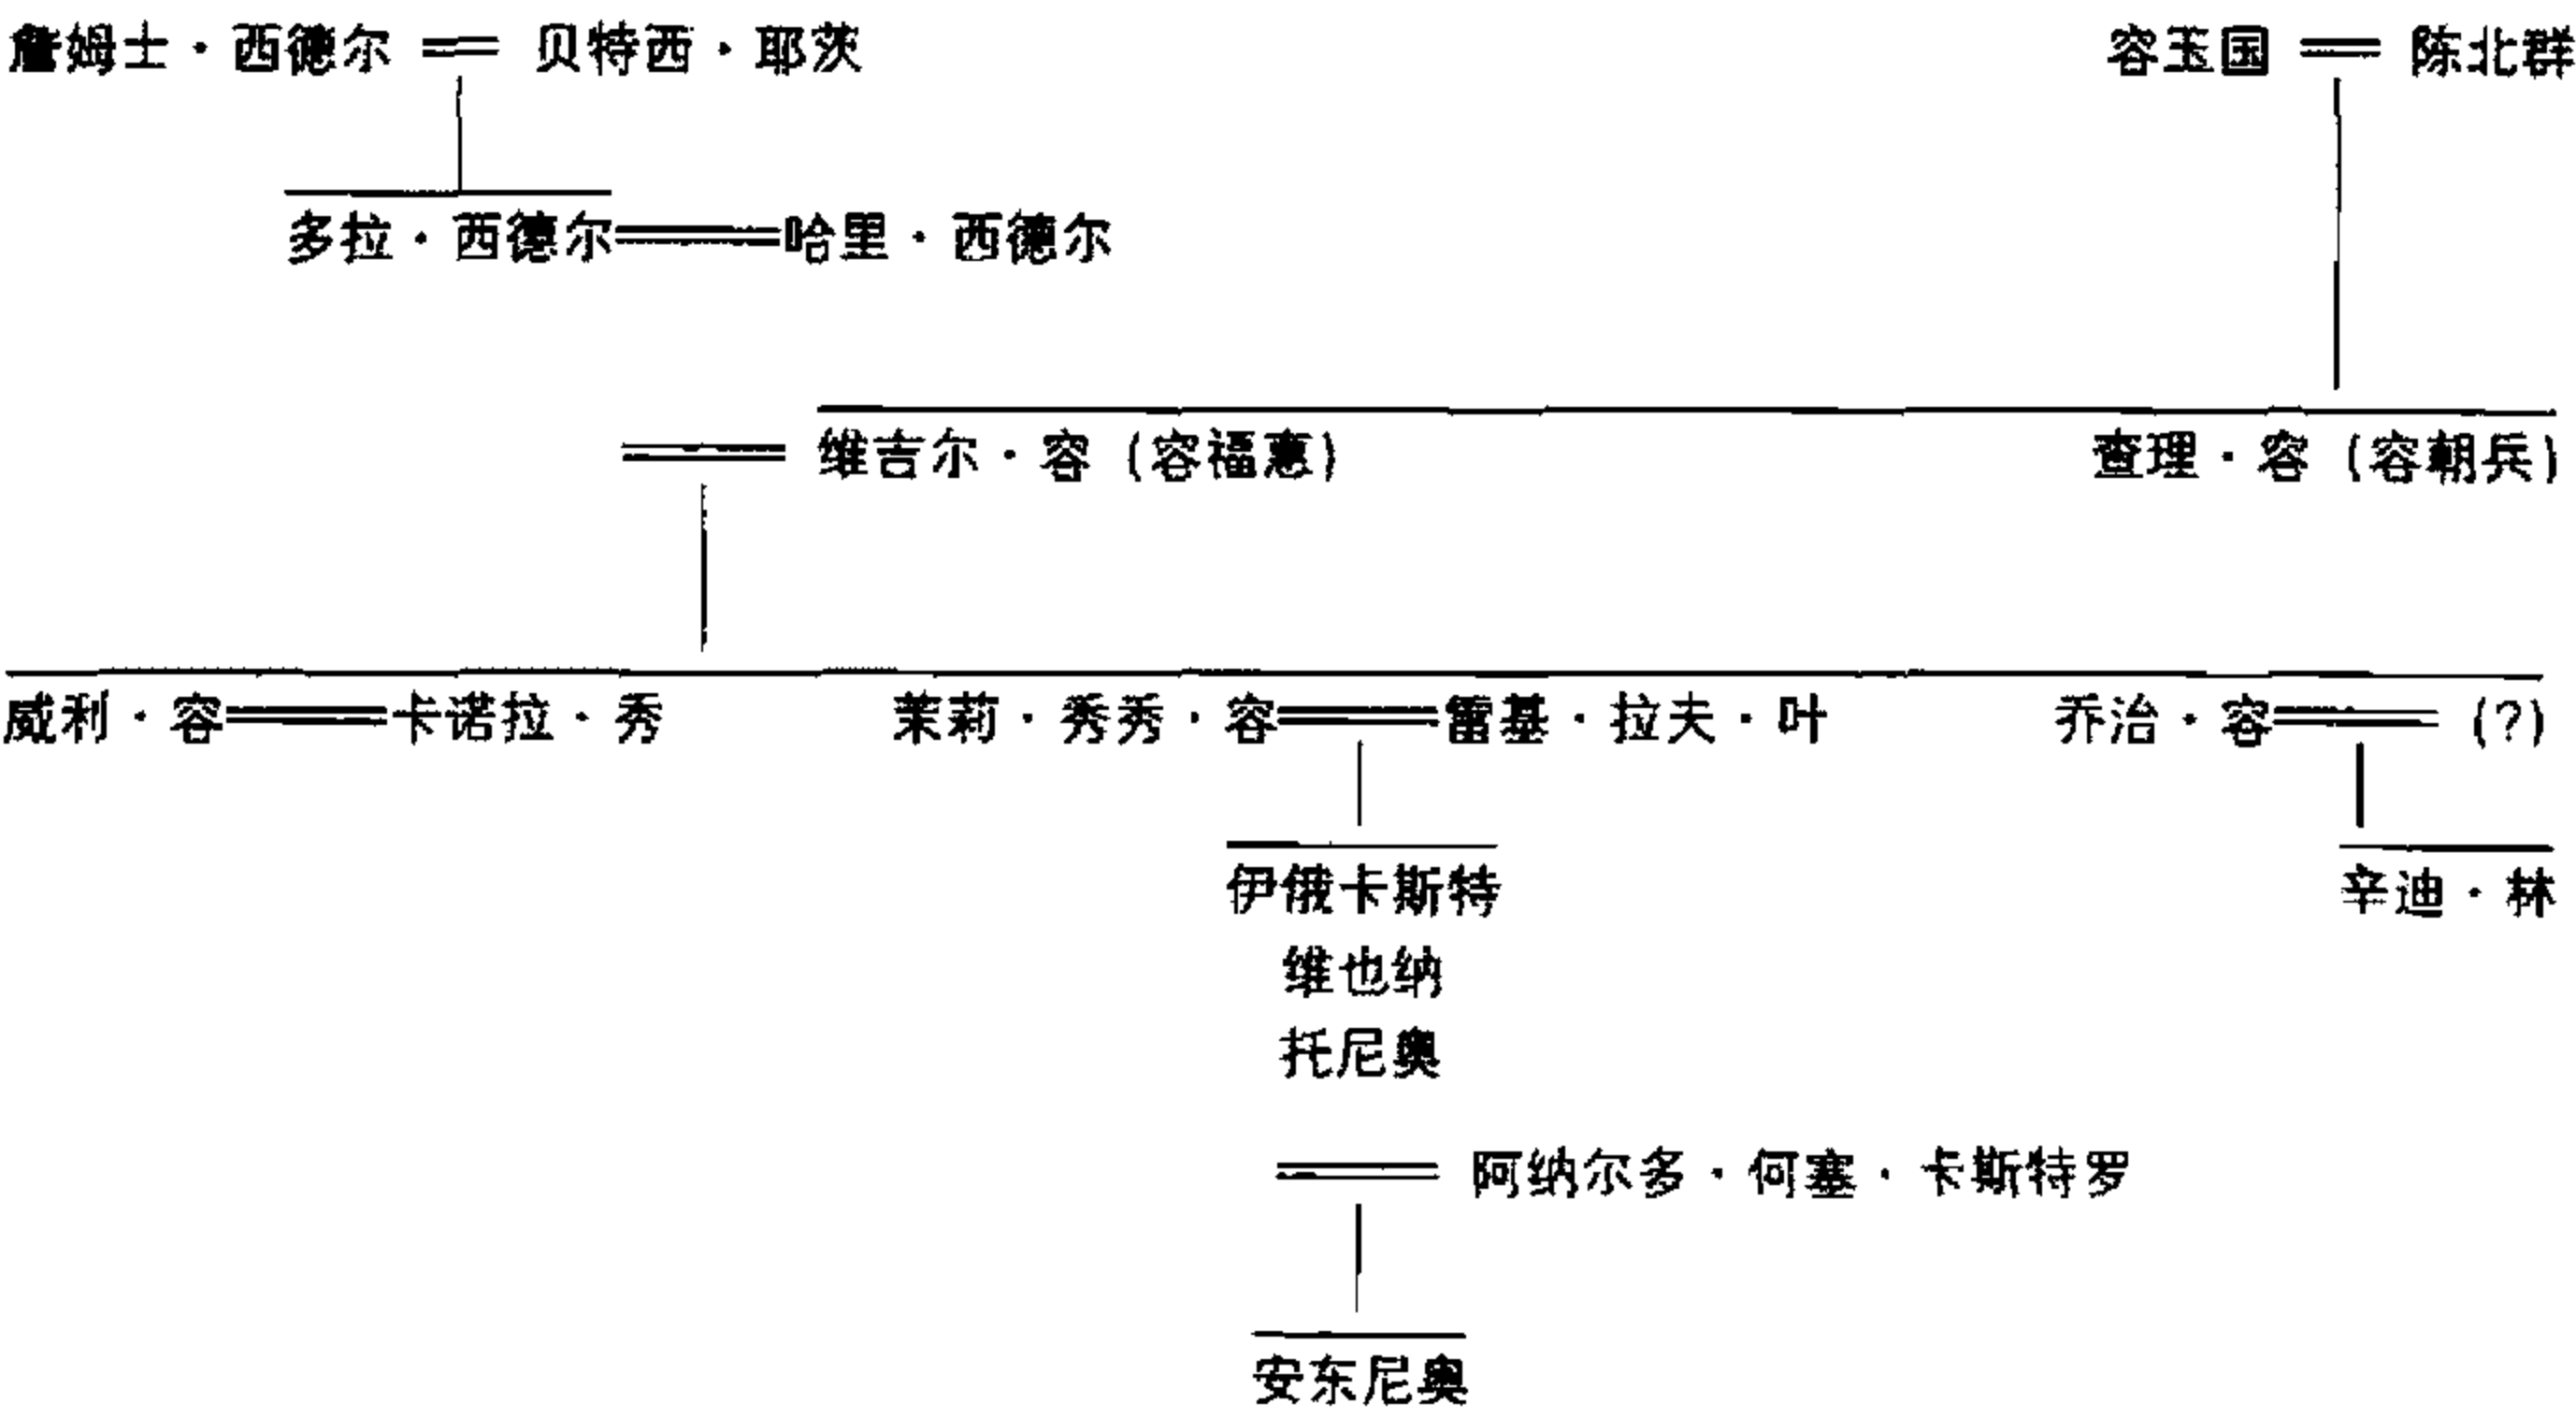 詹姆士·西德尔 贝特西·耶茨 容玉国 陈北群
多拉·西德尔 哈里·西德尔
维吉尔·容（容福惠） 查理·容（容朝兵）
威利·容 卡诺拉·秀 茉莉·秀秀·容 雷基·拉夫·叶 乔治·容 (?)
伊俄卡斯特 辛迪·林
维也纳
托尼奥
阿纳尔多·何塞·卡斯特罗
安东尼奥